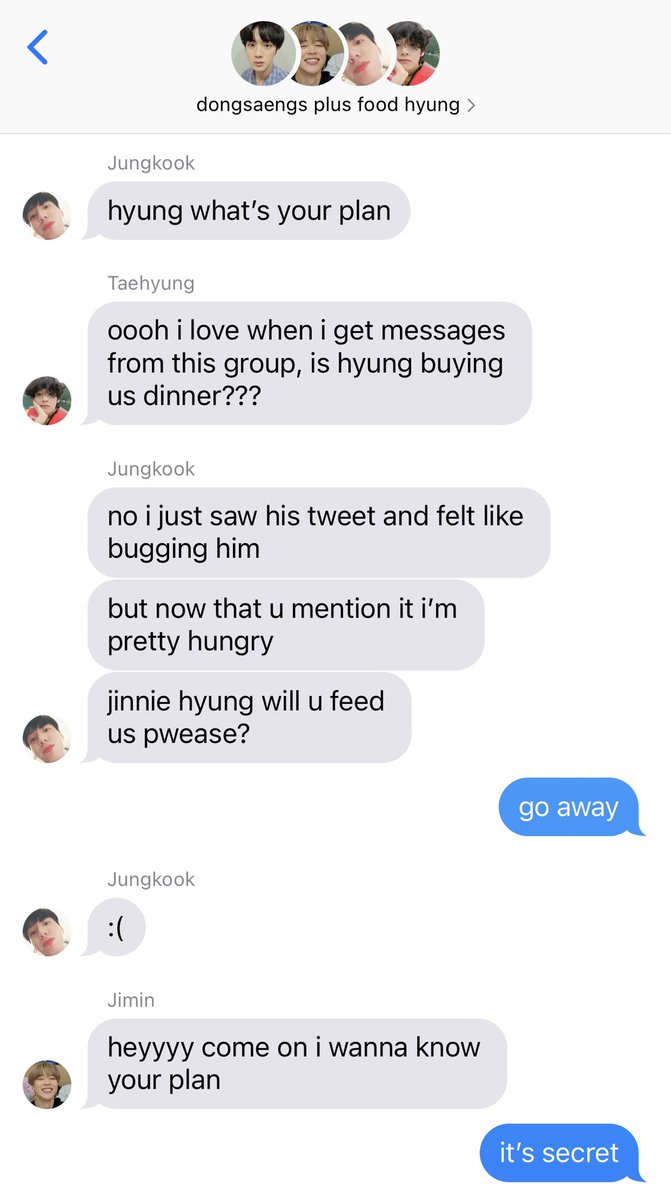 dongsaengs plus food hyung
Jungkook
hyung what’s your plan
Taehyung
oooh i love when i get messages
from this group, is hyung buying
us dinner???
Jungkook
no i just saw his tweet and felt like
bugging him
but now that u mention it i’m
pretty hungry
jinnie hyung will u feed
us pwease?
go away
Jungkook
:(
Jimin
heyyyy come on i wanna know
your plan
it’s secret